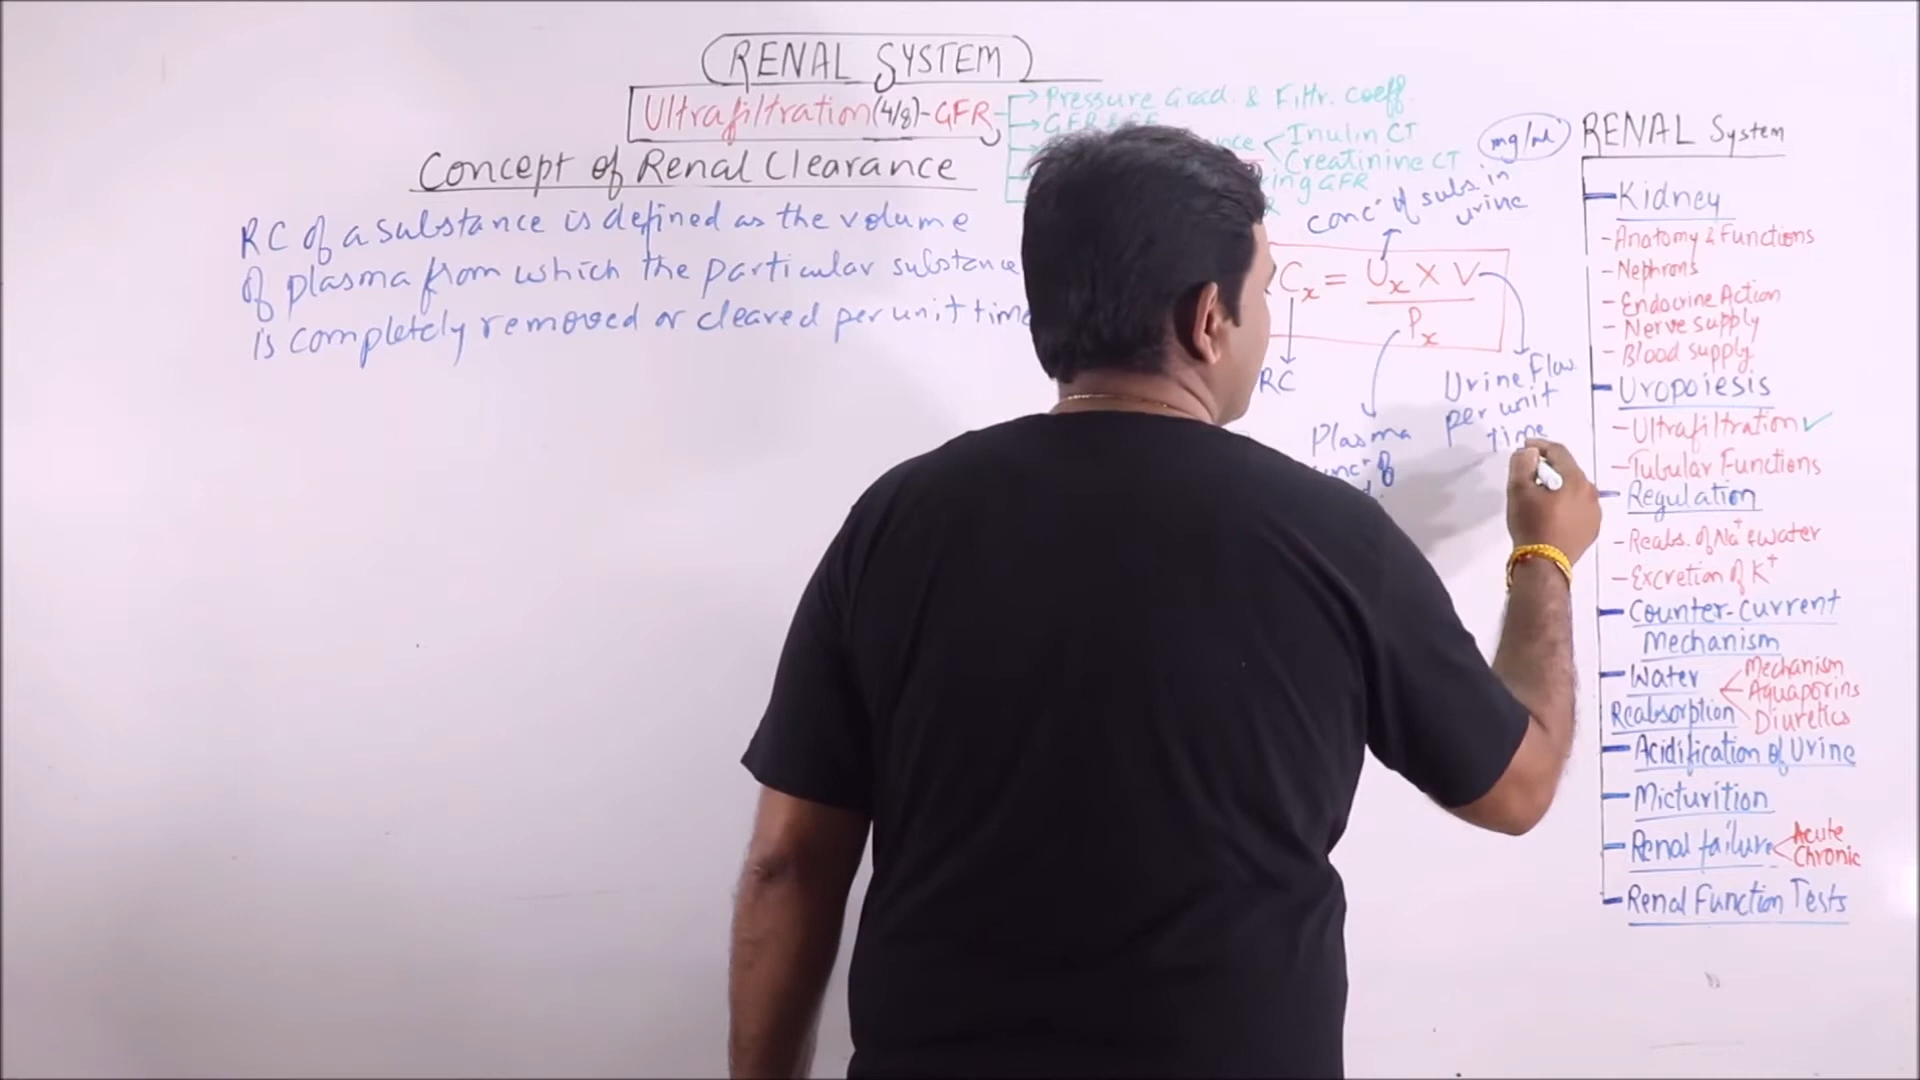 RENAL SYSTEM
Ultrafiltration (4/8) - GFR
Pressure Grad. & Filtr. coeff.
GFR &
Inulin CT
Creatinine CT
GFR
Concept of Renal Clearance
RC of a substance is defined as the volume
of plasma from which the particular substance
is completely removed or cleared per unit time
mg/ml
concⁿ of subs. in
urine
Cx = Ux X V
Px
RC
Plasma
of
Urine Flow
per unit
time
RENAL System
Kidney
- Anatomy & Functions
- Nephrons
- Endocrine Action
- Nerve supply
- Blood supply
Uropoiesis
- Ultrafiltration ✓
- Tubular Functions
Regulation
- Reabs. of Na⁺ & water
- Excretion of K⁺
Counter-current
Mechanism
Water
Reabsorption
Mechanism
Aquaporins
Diuretics
Acidification of Urine
Micturition
Renal failure
Acute
Chronic
Renal Function Tests